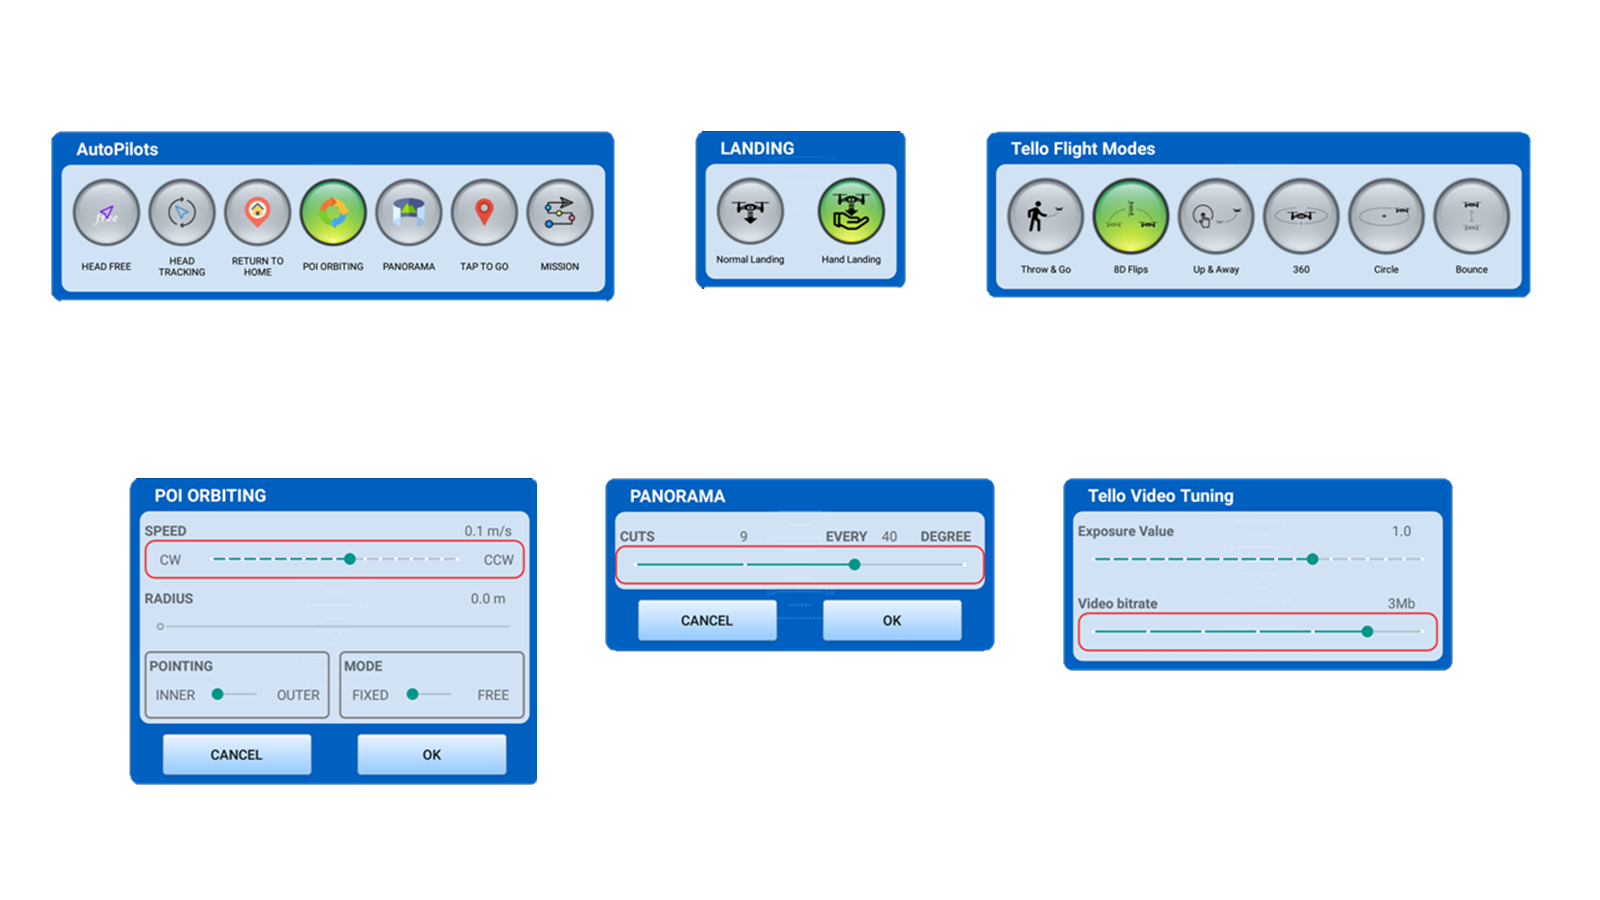 AutoPilots
free
HEAD FREE
HEAD
TRACKING
RETURN TO
HOME
POI ORBITING
PANORAMA
TAP TO GO
MISSION
LANDING
Normal Landing
Hand Landing
Tello Flight Modes
Throw & Go
8D Flips
Up & Away
360
Circle
Bounce
POI ORBITING
SPEED 0.1 m/s
CW CCW
RADIUS 0.0 m
POINTING
INNER OUTER
MODE
FIXED FREE
CANCEL OK
PANORAMA
CUTS 9 EVERY 40 DEGREE
CANCEL OK
Tello Video Tuning
Exposure Value 1.0
Video bitrate 3Mb